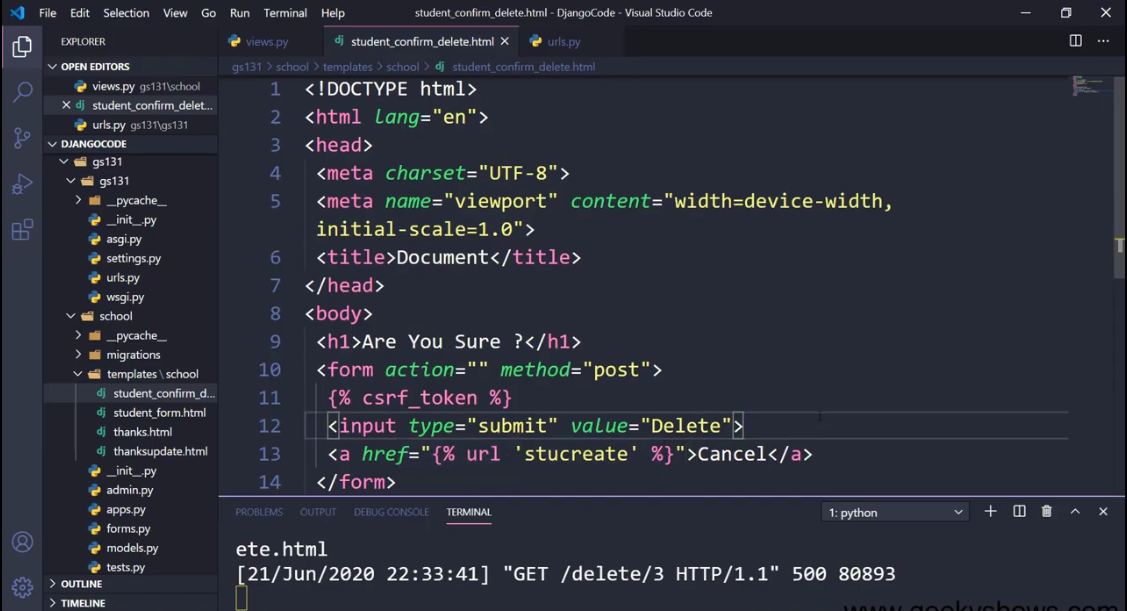 File Edit Selection View Go Run Terminal Help student_confirm_delete.html - DjangoCode - Visual Studio Code
EXPLORER
OPEN EDITORS
views.py gs131\school
student_confirm_delet...
urls.py gs131\gs131
DJANGOCODE
gs131
gs131
__pycache__
__init__.py
asgi.py
settings.py
urls.py
wsgi.py
school
__pycache__
migrations
templates \ school
student_confirm_d...
student_form.html
thanks.html
thanksupdate.html
__init__.py
admin.py
apps.py
forms.py
models.py
tests.py
OUTLINE
TIMELINE
views.py student_confirm_delete.html urls.py
gs131 > school > templates > school > student_confirm_delete.html
1 <!DOCTYPE html>
2 <html lang="en">
3 <head>
4 <meta charset="UTF-8">
5 <meta name="viewport" content="width=device-width,
initial-scale=1.0">
6 <title>Document</title>
7 </head>
8 <body>
9 <h1>Are You Sure ?</h1>
10 <form action="" method="post">
11 {% csrf_token %}
12 <input type="submit" value="Delete">
13 <a href="{% url 'stucreate' %}">Cancel</a>
14 </form>
PROBLEMS OUTPUT DEBUG CONSOLE TERMINAL 1: python
ete.html
[21/Jun/2020 22:33:41] "GET /delete/3 HTTP/1.1" 500 80893
www.geekyshows.com